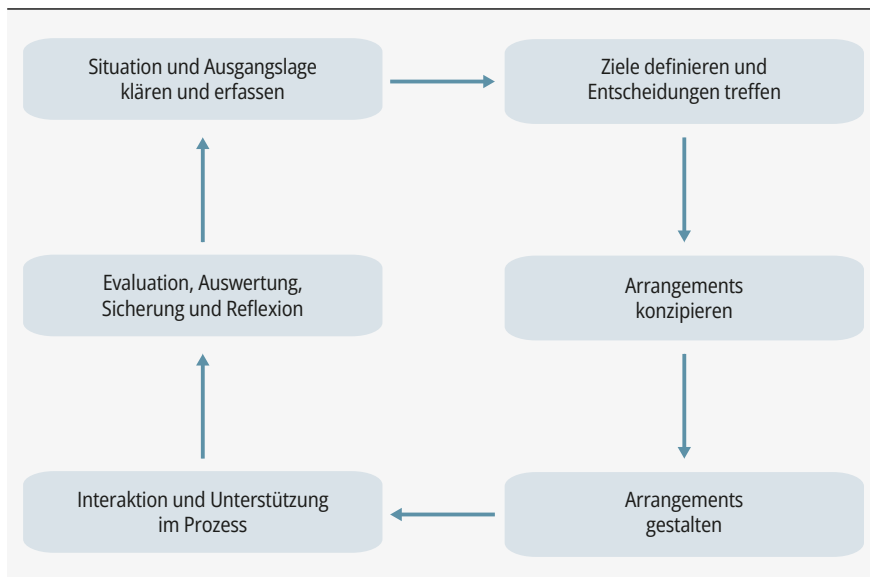 Situation und Ausgangslage
klären und erfassen
Ziele definieren und
Entscheidungen treffen
Arrangements
konzipieren
Arrangements
gestalten
Interaktion und Unterstützung
im Prozess
Evaluation, Auswertung,
Sicherung und Reflexion